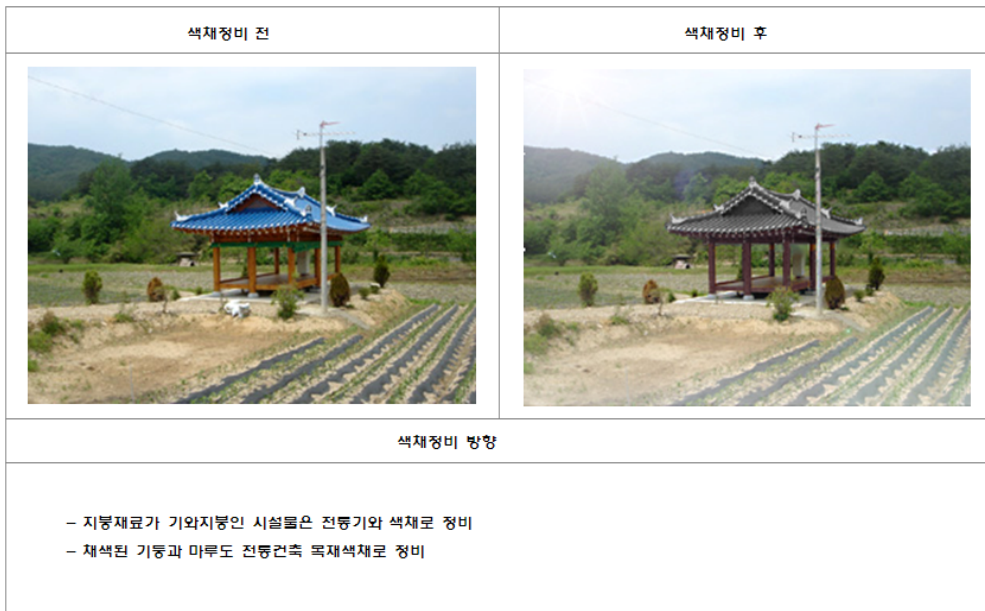 색채정비 전
색채정비 후
색채정비 방향
– 지붕재료가 기와지붕인 시설물은 전통기와 색채로 정비
– 채색된 기둥과 마루도 전통건축 목재색채로 정비